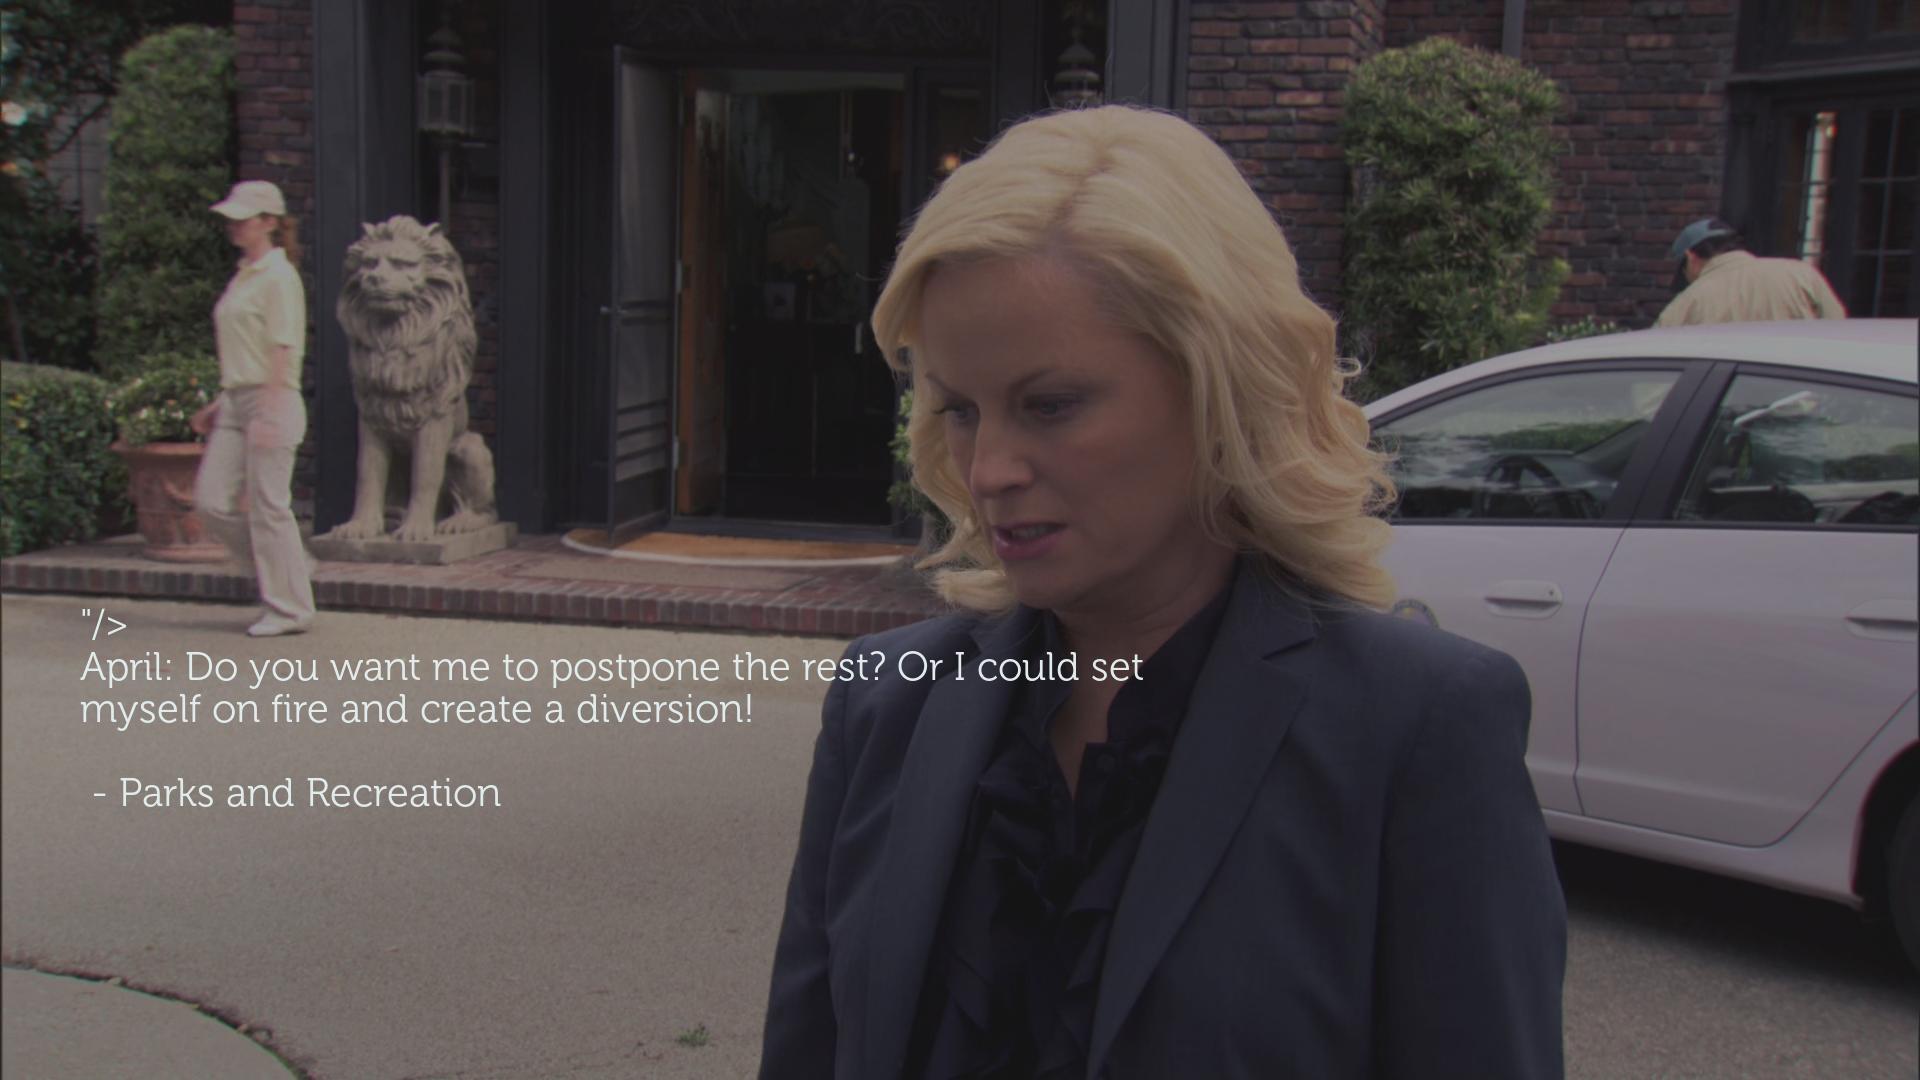 "/>
April: Do you want me to postpone the rest? Or I could set
myself on fire and create a diversion!
- Parks and Recreation